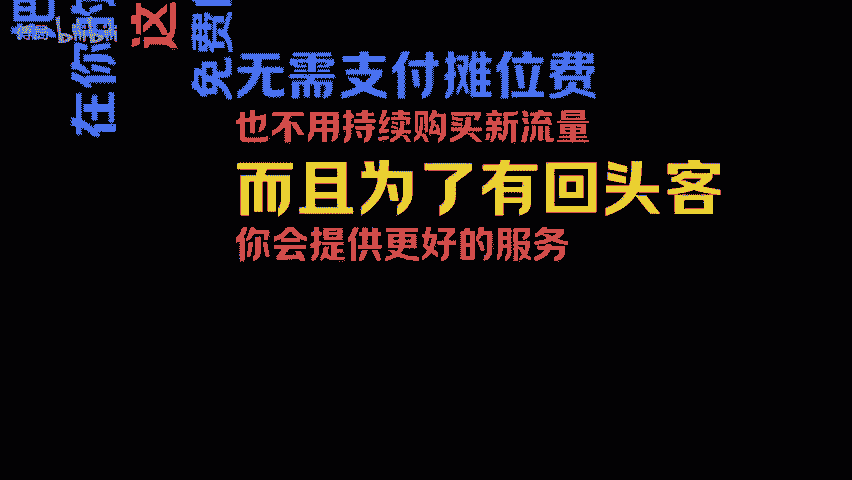 在你
这
免费
无需支付摊位费
也不用持续购买新流量
而且为了有回头客
你会提供更好的服务
bilibili